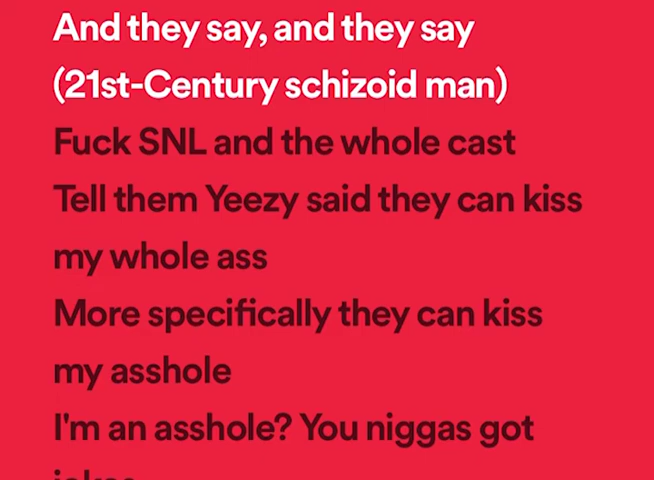 And they say, and they say
(21st-Century schizoid man)
Fuck SNL and the whole cast
Tell them Yeezy said they can kiss
my whole ass
More specifically they can kiss
my asshole
I'm an asshole? You niggas got
jokes